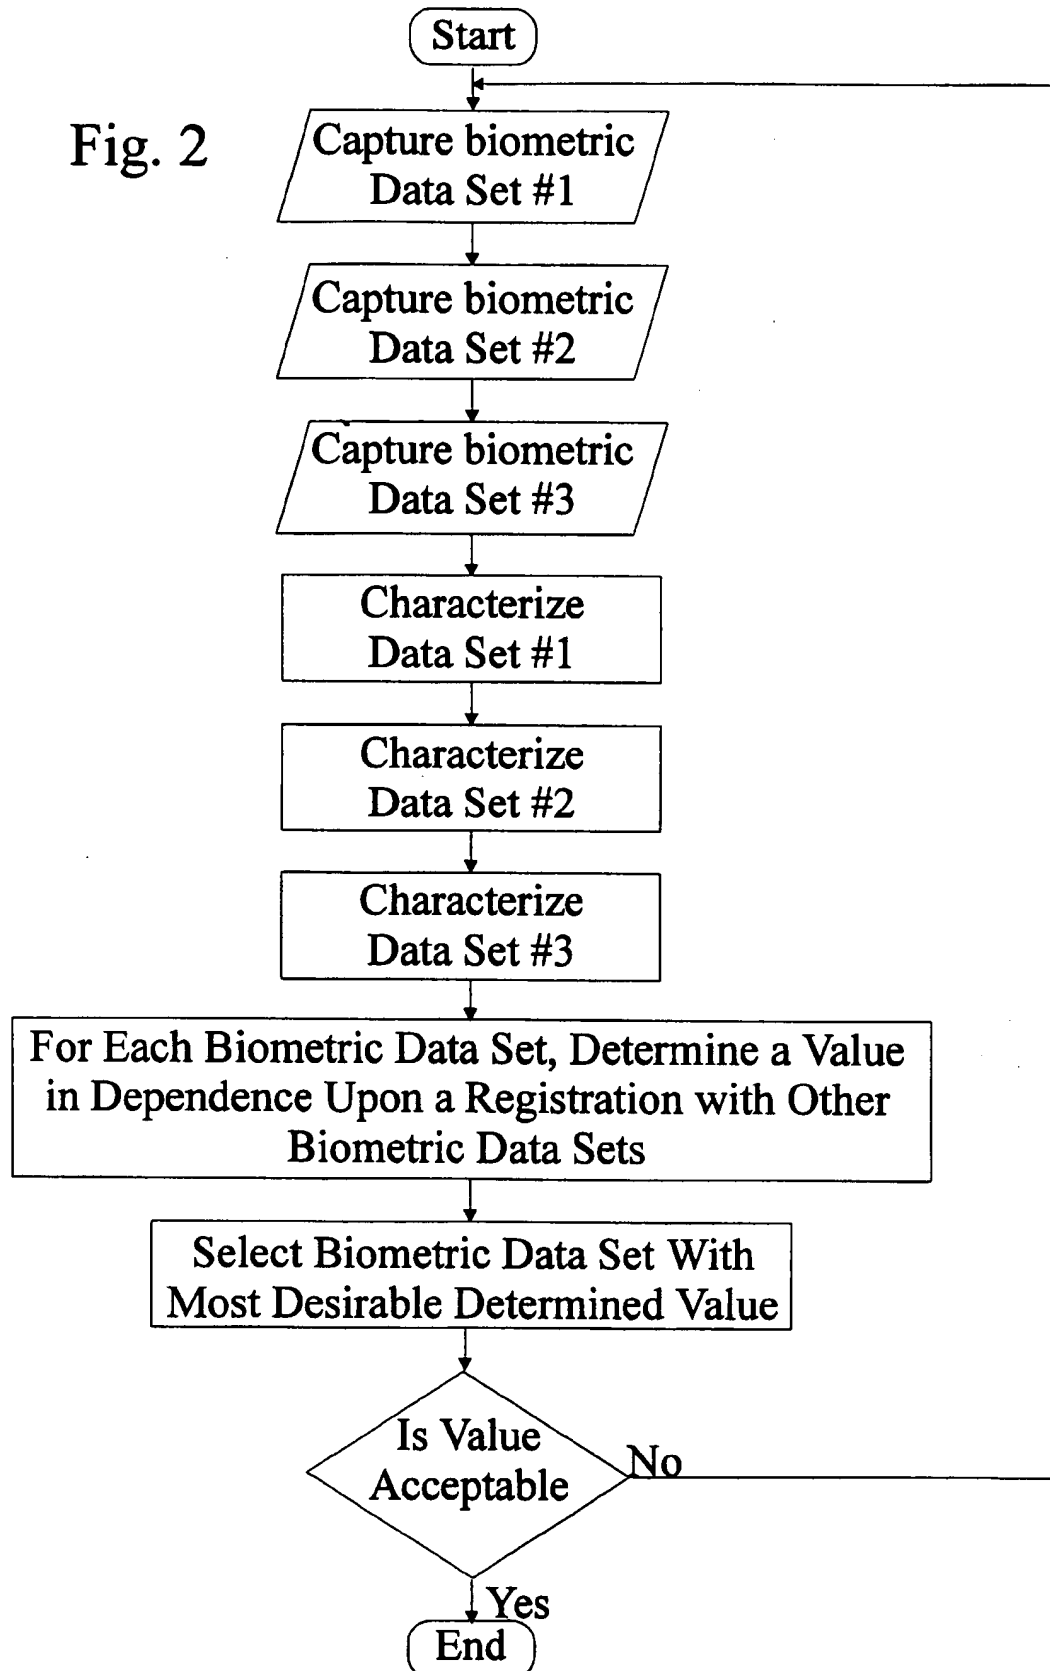 Start
Fig. 2
Capture biometric
Data Set #1
Capture biometric
Data Set #2
Capture biometric
Data Set #3
Characterize
Data Set #1
Characterize
Data Set #2
Characterize
Data Set #3
For Each Biometric Data Set, Determine a Value
in Dependence Upon a Registration with Other
Biometric Data Sets
Select Biometric Data Set With
Most Desirable Determined Value
Is Value
Acceptable
No
Yes
End